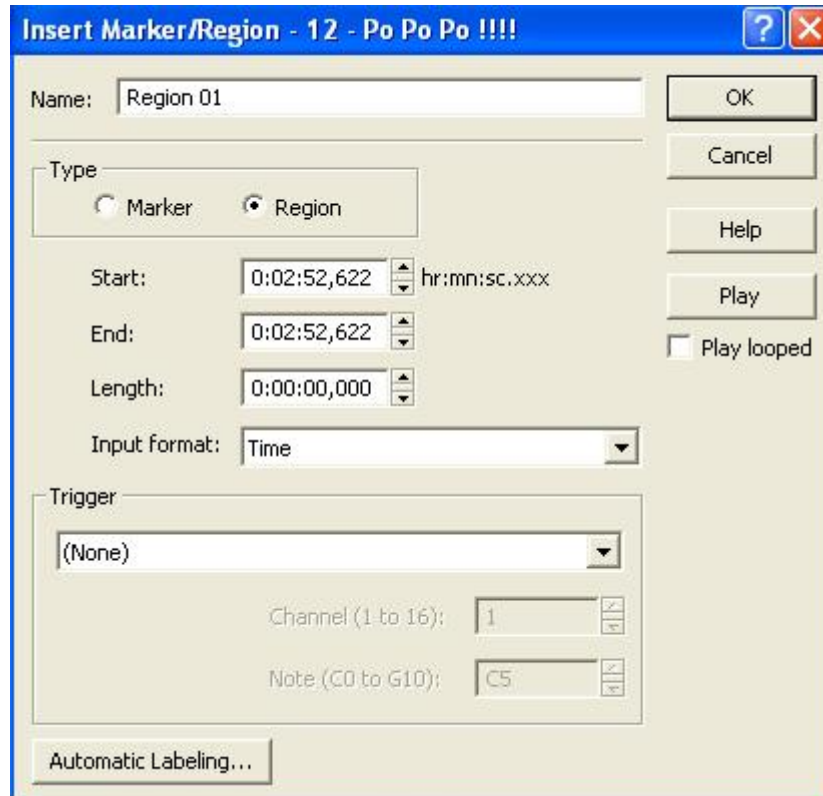 Insert Marker/Region - 12 - Po Po Po !!!!
Name: Region 01
OK
Cancel
Type
Marker Region
Help
Start: 0:02:52,622 hr:mn:sc.xxx
Play
End: 0:02:52,622
Play looped
Length: 0:00:00,000
Input format: Time
Trigger
(None)
Channel (1 to 16): 1
Note (C0 to G10): C5
Automatic Labeling...